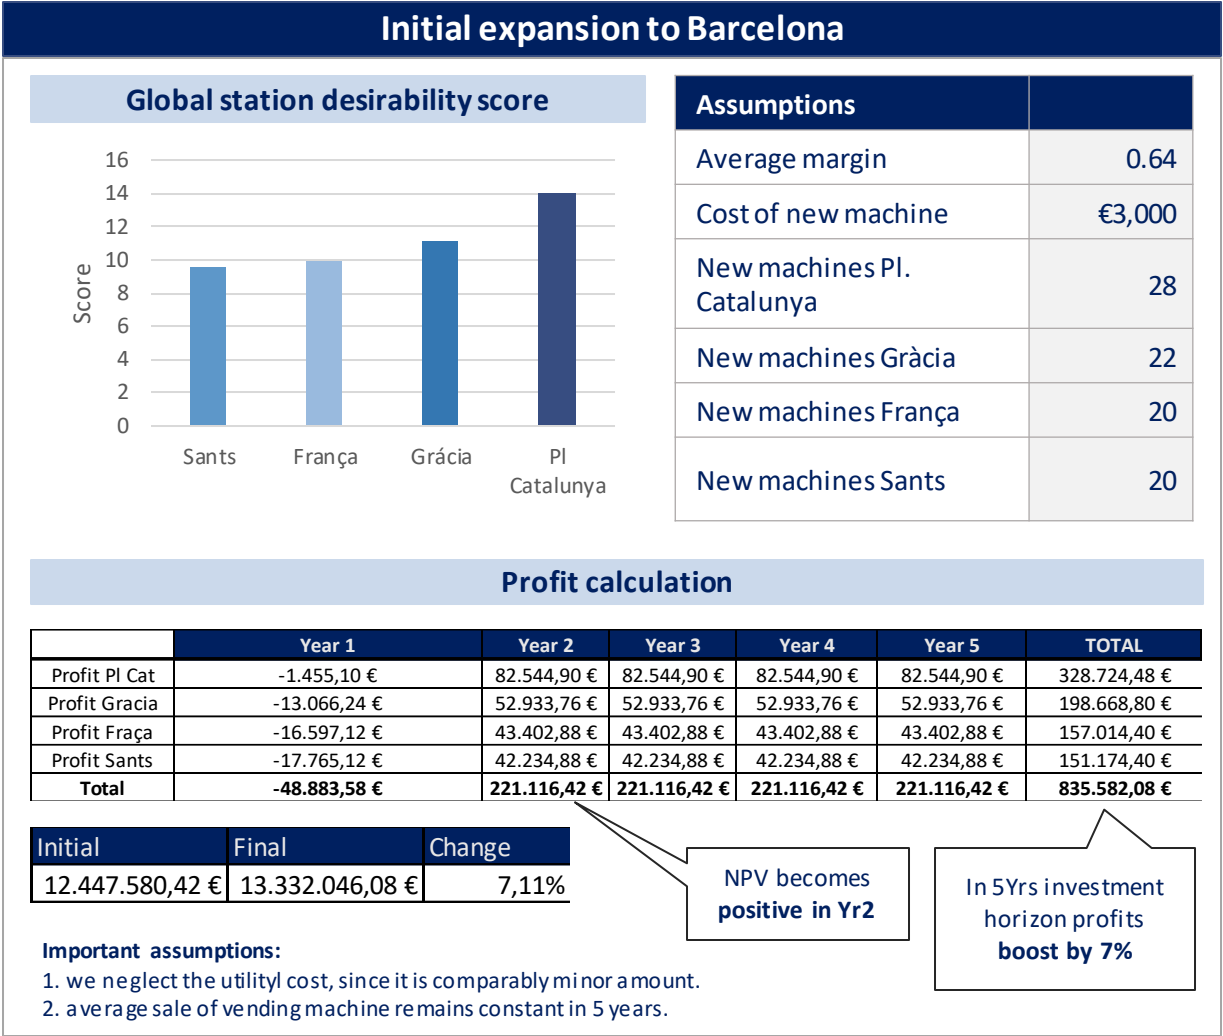 Initial expansion to Barcelona
Global station desirability score
16
14
12
10
8
6
4
2
0
Score
Sants
França
Grácia
Pl
Catalunya
Assumptions
Average margin 0.64
Cost of new machine €3,000
New machines Pl.
Catalunya 28
New machines Gràcia 22
New machines França 20
New machines Sants 20
Profit calculation
Year 1 Year 2 Year 3 Year 4 Year 5 TOTAL
Profit Pl Cat -1.455,10 € 82.544,90 € 82.544,90 € 82.544,90 € 82.544,90 € 328.724,48 €
Profit Gracia -13.066,24 € 52.933,76 € 52.933,76 € 52.933,76 € 52.933,76 € 198.668,80 €
Profit Fraça -16.597,12 € 43.402,88 € 43.402,88 € 43.402,88 € 43.402,88 € 157.014,40 €
Profit Sants -17.765,12 € 42.234,88 € 42.234,88 € 42.234,88 € 42.234,88 € 151.174,40 €
Total -48.883,58 € 221.116,42 € 221.116,42 € 221.116,42 € 221.116,42 € 835.582,08 €
Initial Final Change
12.447.580,42 € 13.332.046,08 € 7,11%
NPV becomes
positive in Yr2
In 5Yrs investment
horizon profits
boost by 7%
Important assumptions:
1. we neglect the utilityl cost, since it is comparably minor amount.
2. average sale of vending machine remains constant in 5 years.